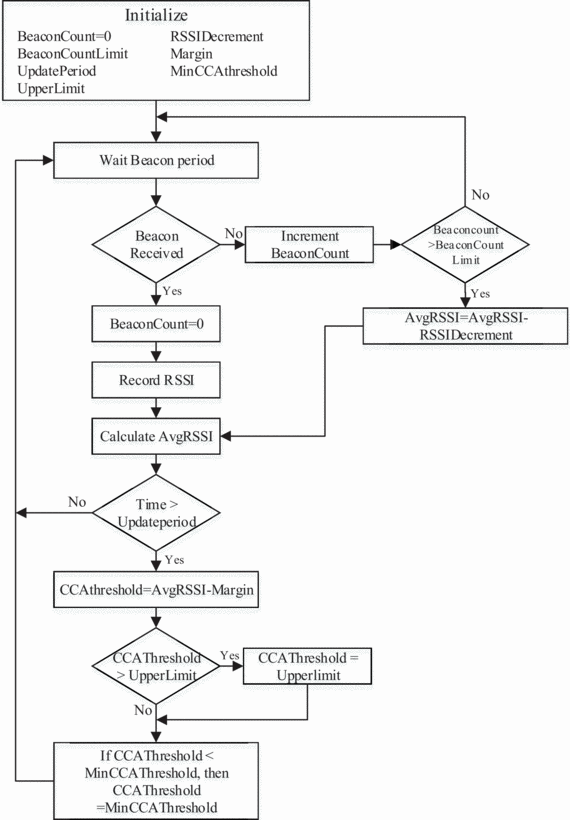 Initialize
BeaconCount=0
RSSIDecrement
BeaconCountLimit
Margin
UpdatePeriod
MinCCAthreshold
UpperLimit
Wait Beacon period
No
Beacon
Received
No
Increment
BeaconCount
Beaconcount
>BeaconCount
Limit
Yes
Yes
BeaconCount=0
AvgRSSI=AvgRSSI-
RSSIDecrement
Record RSSI
Calculate AvgRSSI
No
Time >
Updateperiod
Yes
CCAthreshold=AvgRSSI-Margin
CCAThreshold
> UpperLimit
Yes
CCAThreshold =
Upperlimit
No
If CCAThreshold <
MinCCAThreshold, then
CCAThreshold
=MinCCAThreshold